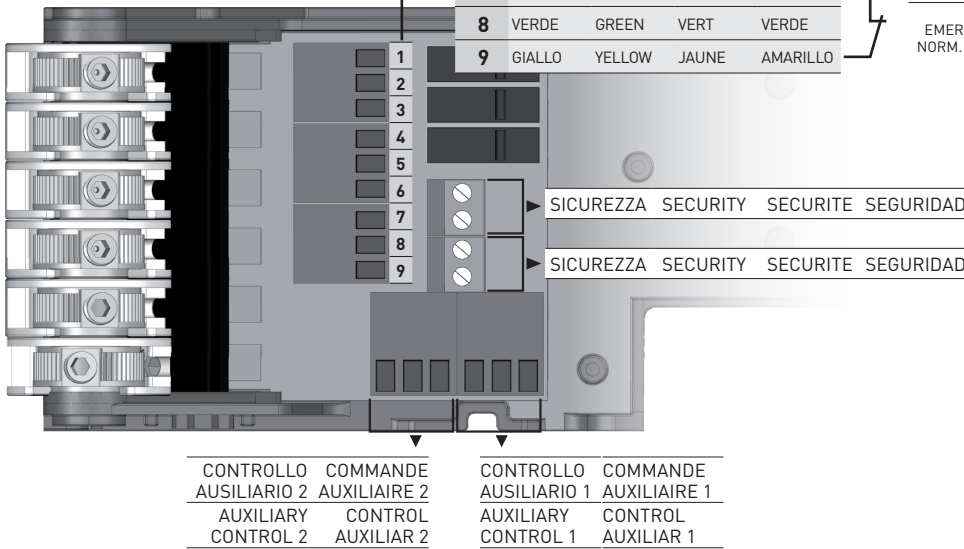 8 VERDE GREEN VERT VERDE
9 GIALLO YELLOW JAUNE AMARILLO
EMER
NORM.
1
2
3
4
5
6
7
8
9
SICUREZZA SECURITY SECURITE SEGURIDAD
SICUREZZA SECURITY SECURITE SEGURIDAD
CONTROLLO COMMANDE
AUSILIARIO 2 AUXILIAIRE 2
AUXILIARY CONTROL
CONTROL 2 AUXILIAR 2
CONTROLLO COMMANDE
AUSILIARIO 1 AUXILIAIRE 1
AUXILIARY CONTROL
CONTROL 1 AUXILIAR 1